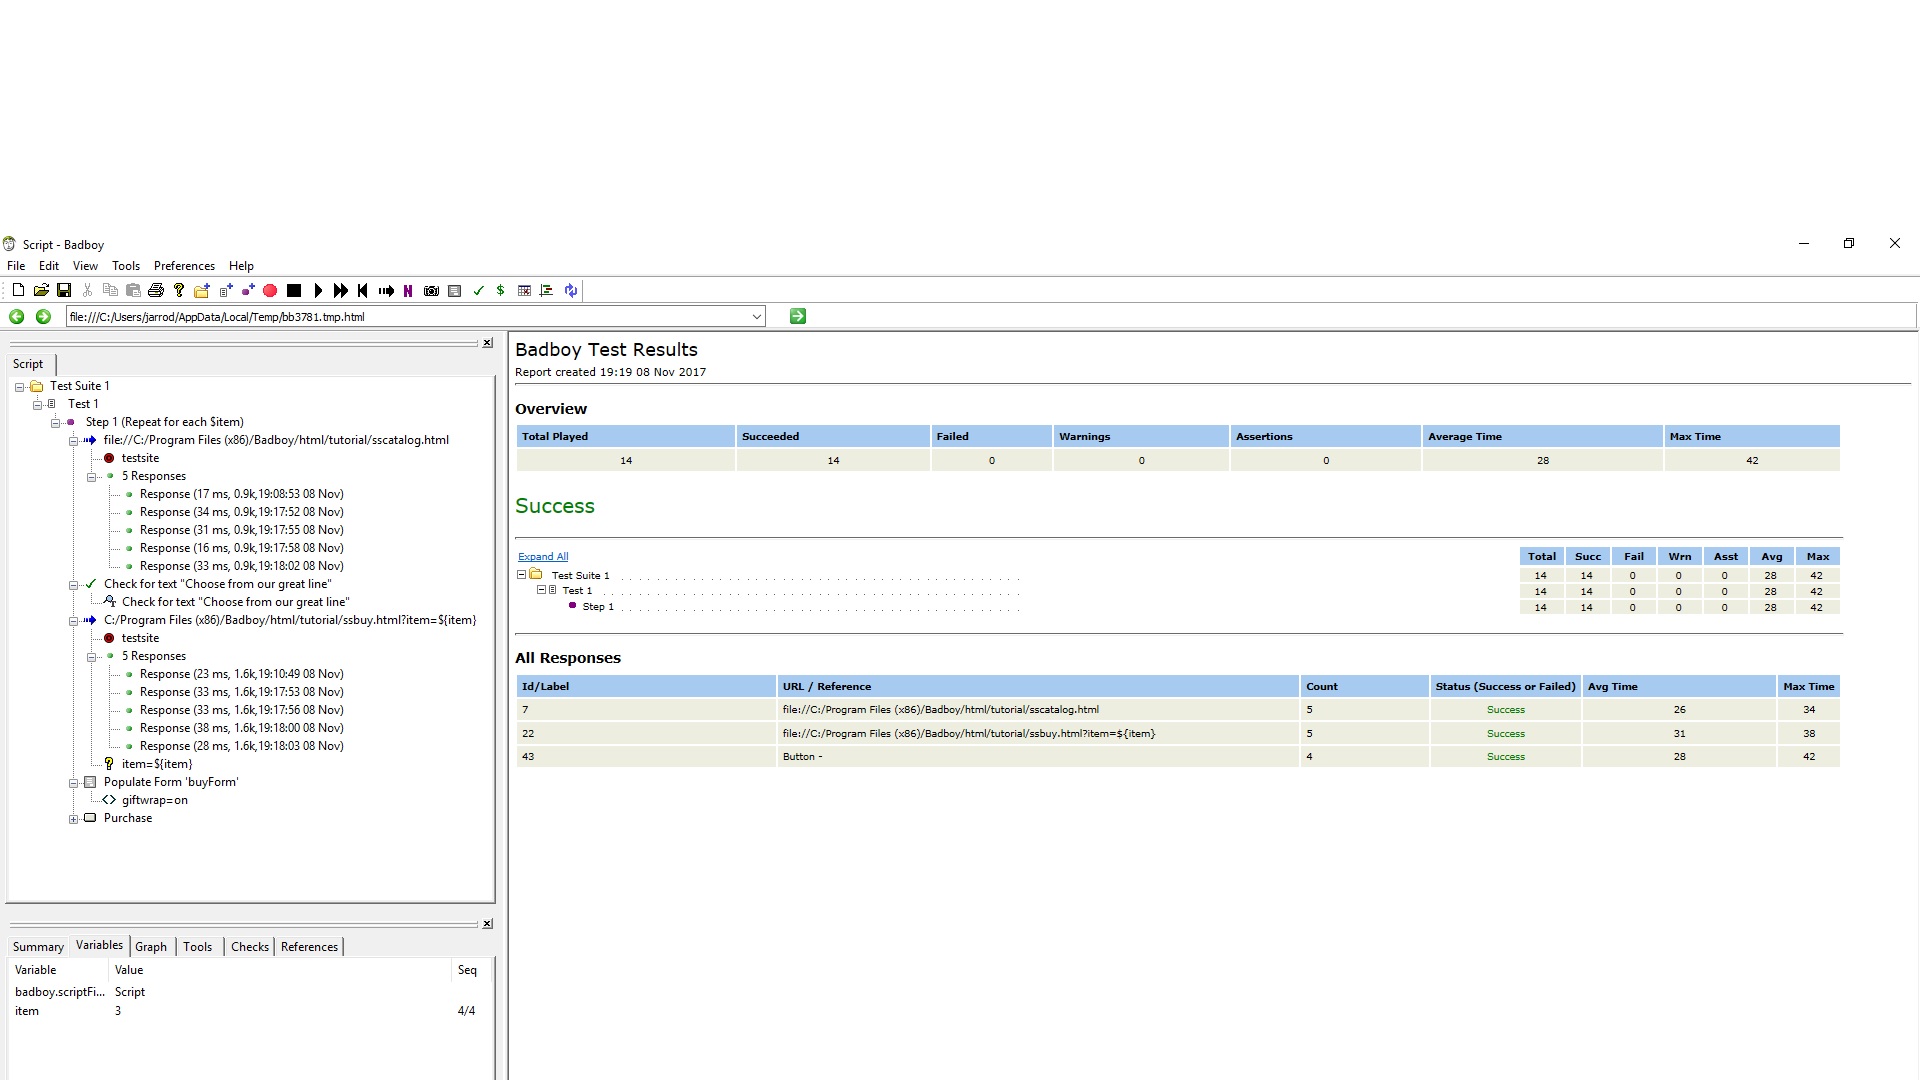 Script - Badboy
File Edit View Tools Preferences Help
file:///C:/Users/jarrod/AppData/Local/Temp/bb3781.tmp.html
Script
Test Suite 1
Test 1
Step 1 (Repeat for each $item)
file://C:/Program Files (x86)/Badboy/html/tutorial/sscatalog.html
testsite
5 Responses
Response (17 ms, 0.9k,19:08:53 08 Nov)
Response (34 ms, 0.9k,19:17:52 08 Nov)
Response (31 ms, 0.9k,19:17:55 08 Nov)
Response (16 ms, 0.9k,19:17:58 08 Nov)
Response (33 ms, 0.9k,19:18:02 08 Nov)
Check for text "Choose from our great line"
Check for text "Choose from our great line"
C:/Program Files (x86)/Badboy/html/tutorial/ssbuy.html?item=${item}
testsite
5 Responses
Response (23 ms, 1.6k,19:10:49 08 Nov)
Response (33 ms, 1.6k,19:17:53 08 Nov)
Response (33 ms, 1.6k,19:17:56 08 Nov)
Response (38 ms, 1.6k,19:18:00 08 Nov)
Response (28 ms, 1.6k,19:18:03 08 Nov)
item=${item}
Populate Form 'buyForm'
giftwrap=on
Purchase
Summary Variables Graph Tools Checks References
Variable Value Seq
badboy.scriptFi... Script
item 3 4/4
Badboy Test Results
Report created 19:19 08 Nov 2017
Overview
Total Played Succeeded Failed Warnings Assertions Average Time Max Time
14 14 0 0 0 28 42
Success
Expand All Total Succ Fail Wrn Asst Avg Max
Test Suite 1 14 14 0 0 0 28 42
Test 1 14 14 0 0 0 28 42
Step 1 14 14 0 0 0 28 42
All Responses
Id/Label URL / Reference Count Status (Success or Failed) Avg Time Max Time
7 file://C:/Program Files (x86)/Badboy/html/tutorial/sscatalog.html 5 Success 26 34
22 file://C:/Program Files (x86)/Badboy/html/tutorial/ssbuy.html?item=${item} 5 Success 31 38
43 Button - 4 Success 28 42